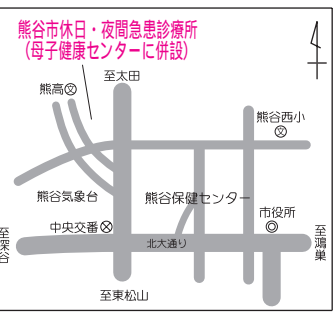 熊谷市休日・夜間急患診療所
(母子健康センターに併設)
至太田
熊高文
熊谷西小
文
熊谷気象台
熊谷保健センター
中央交番
市役所
北大通り
至深谷
至鴻巣
至東松山